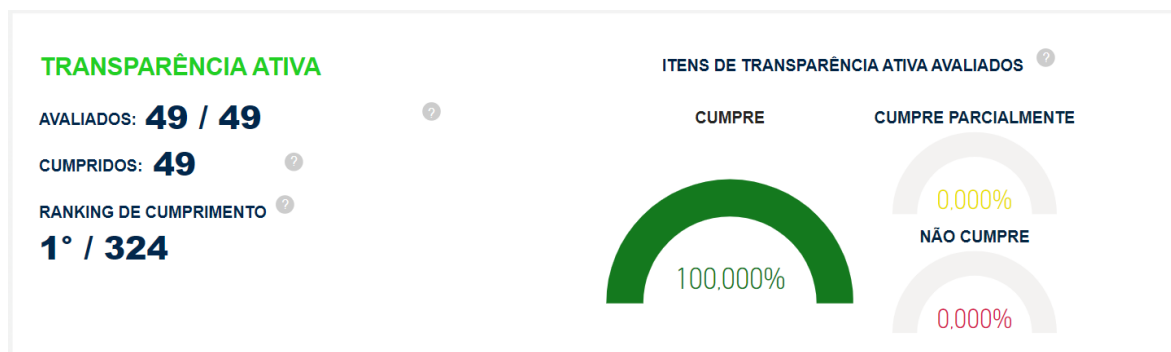 TRANSPARÊNCIA ATIVA
AVALIADOS: 49 / 49 ?
CUMPRIDOS: 49 ?
RANKING DE CUMPRIMENTO ?
1° / 324
ITENS DE TRANSPARÊNCIA ATIVA AVALIADOS ?
CUMPRE
100,000%
CUMPRE PARCIALMENTE
0,000%
NÃO CUMPRE
0,000%